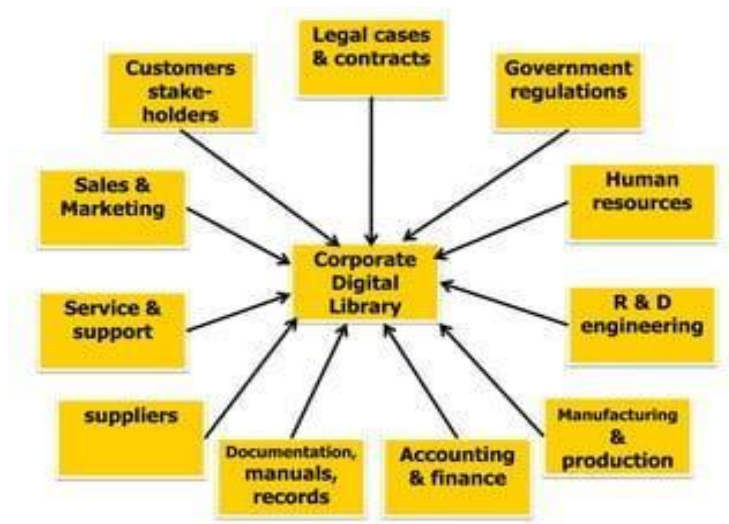 Legal cases
& contracts
Customers
stake-
holders
Government
regulations
Sales &
Marketing
Human
resources
Corporate
Digital
Library
Service &
support
R & D
engineering
suppliers
Documentation,
manuals,
records
Accounting
& finance
Manufacturing
&
production